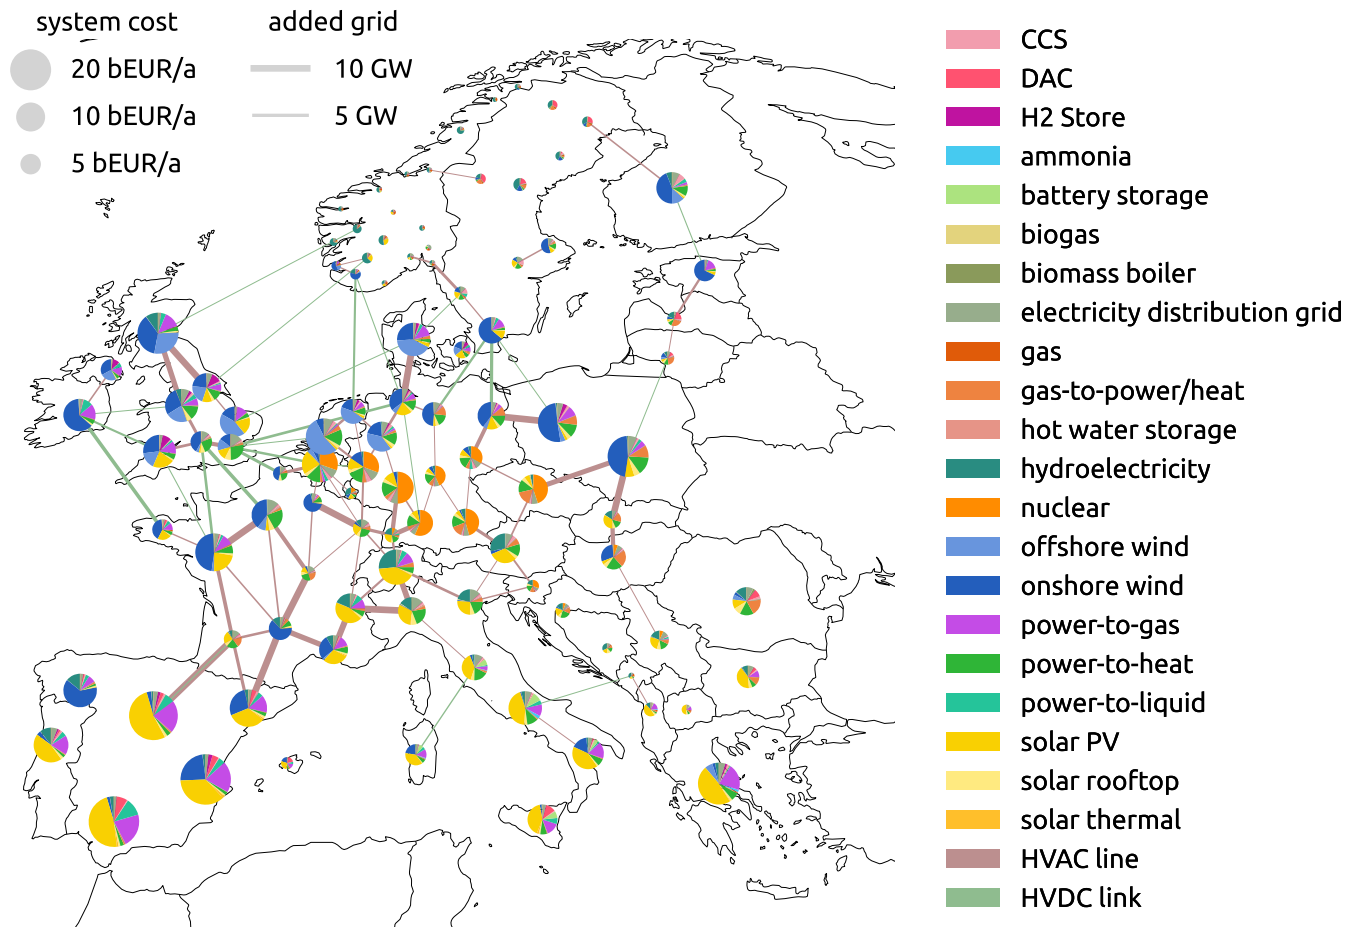 system cost
20 bEUR/a
10 bEUR/a
5 bEUR/a
added grid
10 GW
5 GW
CCS
DAC
H2 Store
ammonia
battery storage
biogas
biomass boiler
electricity distribution grid
gas
gas-to-power/heat
hot water storage
hydroelectricity
nuclear
offshore wind
onshore wind
power-to-gas
power-to-heat
power-to-liquid
solar PV
solar rooftop
solar thermal
HVAC line
HVDC link